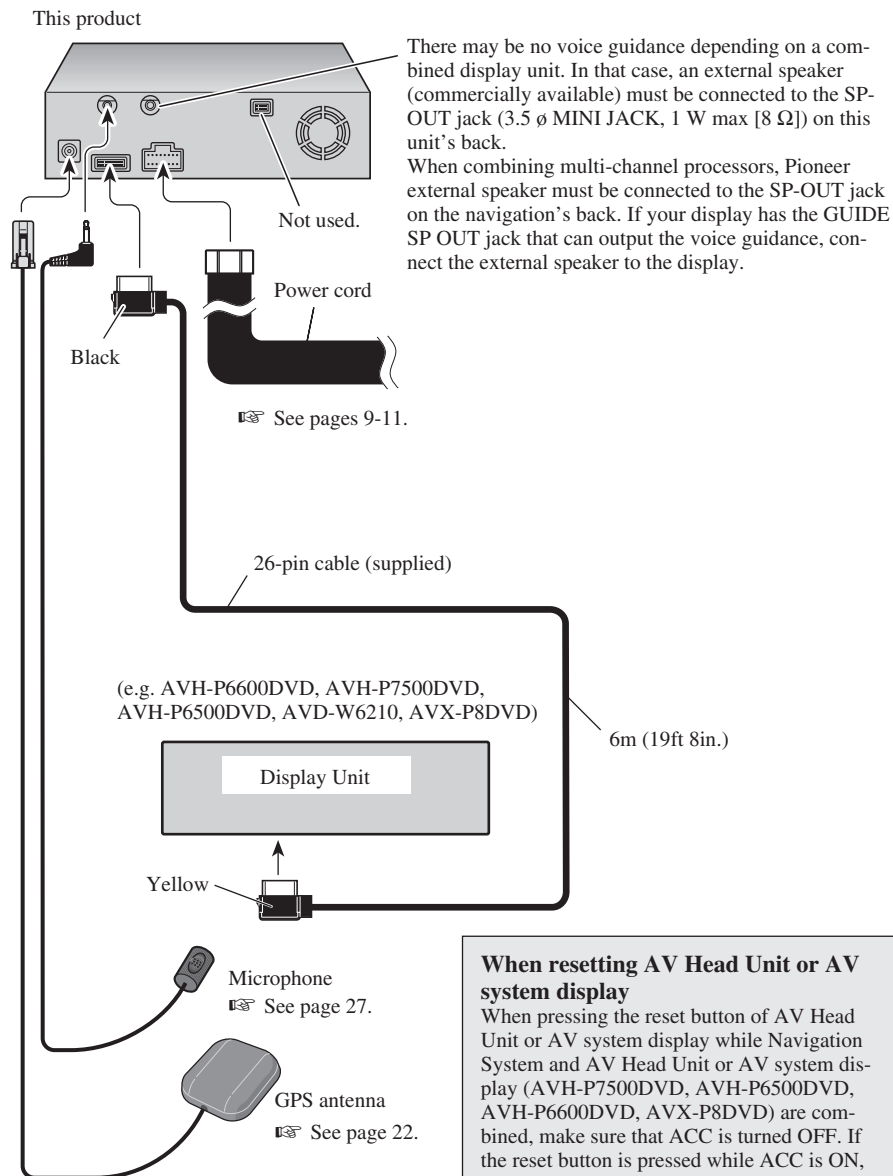 This product
There may be no voice guidance depending on a com-
bined display unit. In that case, an external speaker
(commercially available) must be connected to the SP-
OUT jack (3.5 ø MINI JACK, 1 W max [8 Ω]) on this
unit's back.
When combining multi-channel processors, Pioneer
external speaker must be connected to the SP-OUT jack
on the navigation's back. If your display has the GUIDE
SP OUT jack that can output the voice guidance, con-
nect the external speaker to the display.
Not used.
Power cord
Black
☞ See pages 9-11.
26-pin cable (supplied)
(e.g. AVH-P6600DVD, AVH-P7500DVD,
AVH-P6500DVD, AVD-W6210, AVX-P8DVD)
6m (19ft 8in.)
Display Unit
Yellow
Microphone
☞ See page 27.
GPS antenna
☞ See page 22.
When resetting AV Head Unit or AV
system display
When pressing the reset button of AV Head
Unit or AV system display while Navigation
System and AV Head Unit or AV system dis-
play (AVH-P7500DVD, AVH-P6500DVD,
AVH-P6600DVD, AVX-P8DVD) are com-
bined, make sure that ACC is turned OFF. If
the reset button is pressed while ACC is ON,